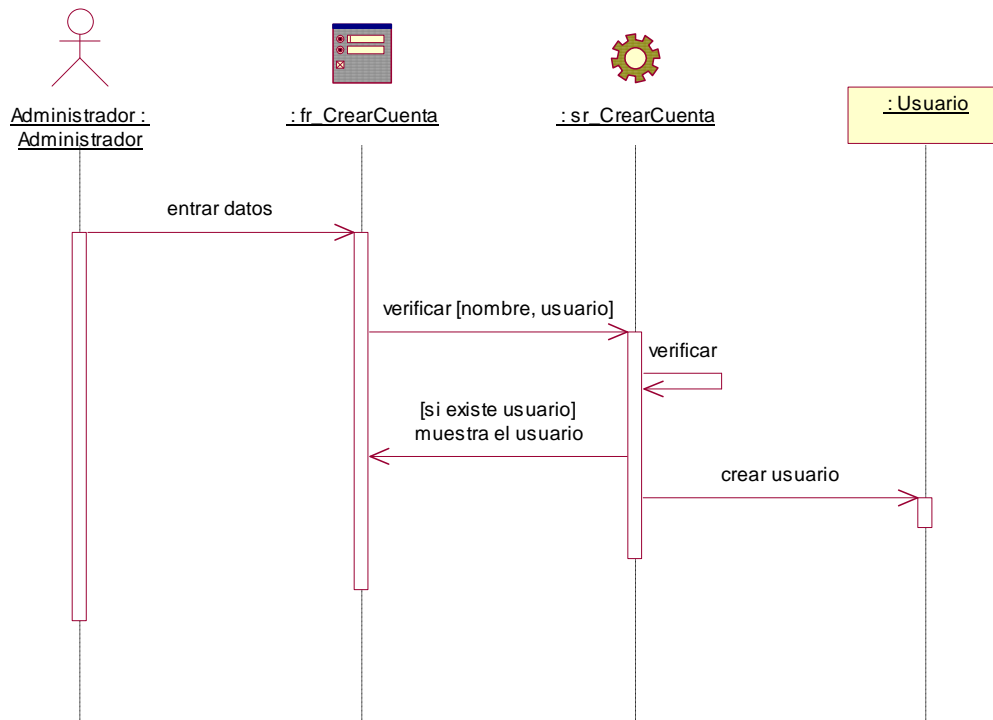 Administrador :
Administrador
: fr_CrearCuenta
: sr_CrearCuenta
: Usuario
entrar datos
verificar [nombre, usuario]
verificar
[si existe usuario]
muestra el usuario
crear usuario